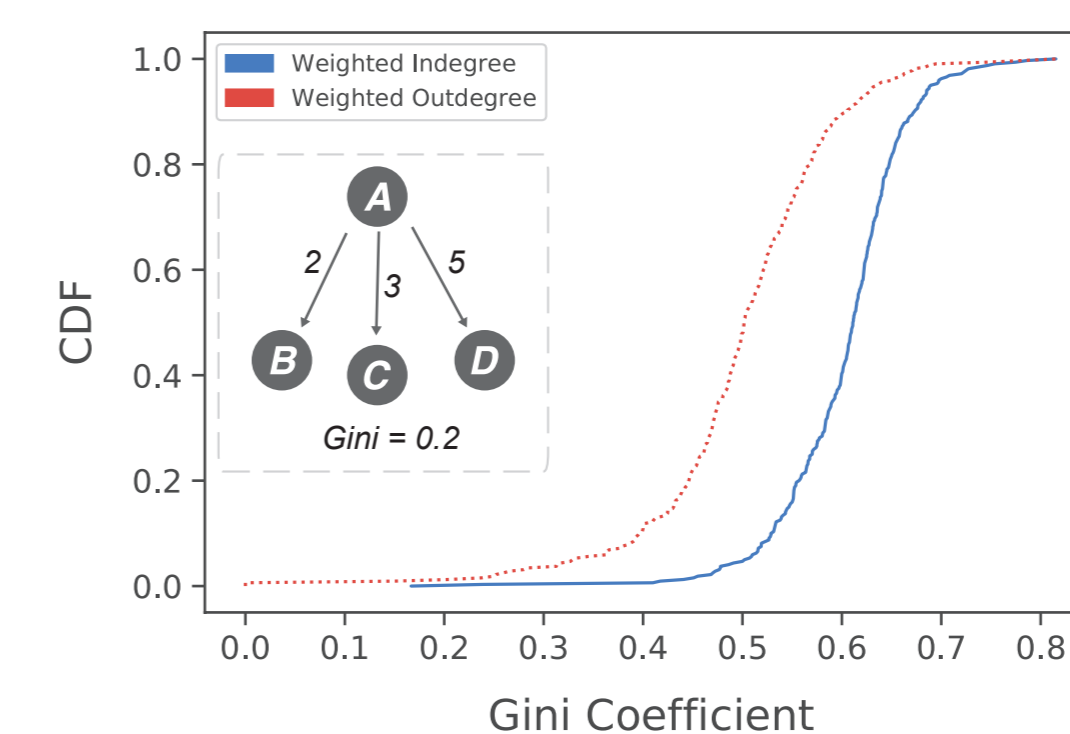 Weighted Indegree
Weighted Outdegree
A
2
3
5
B
C
D
Gini = 0.2
CDF
1.0
0.8
0.6
0.4
0.2
0.0
0.0 0.1 0.2 0.3 0.4 0.5 0.6 0.7 0.8
Gini Coefficient